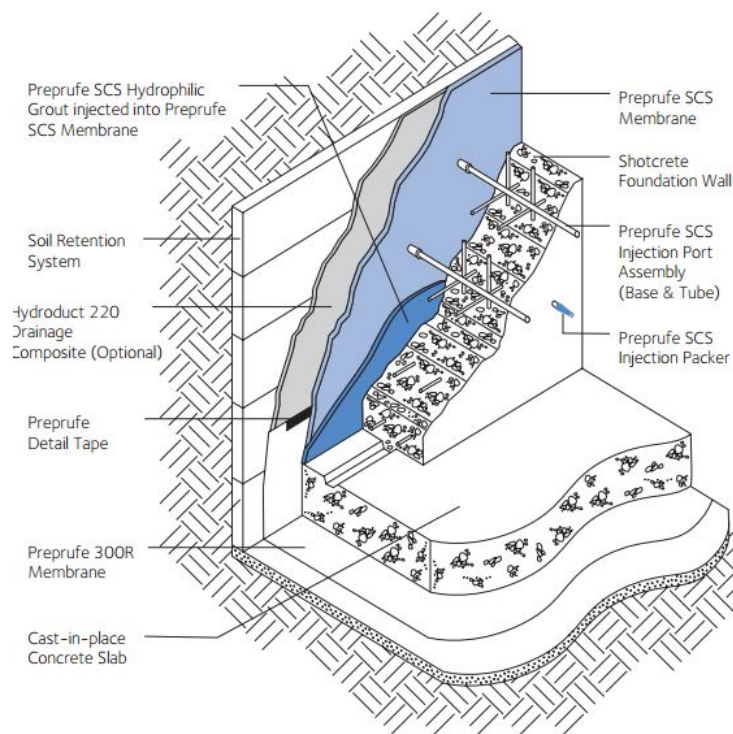 Preprufe SCS Hydrophilic
Grout injected into Preprufe
SCS Membrane
Soil Retention
System
Hydroduct 220
Drainage
Composite (Optional)
Preprufe
Detail Tape
Preprufe 300R
Membrane
Cast-in-place
Concrete Slab
Preprufe SCS
Membrane
Shotcrete
Foundation Wall
Preprufe SCS
Injection Port
Assembly
(Base & Tube)
Preprufe SCS
Injection Packer